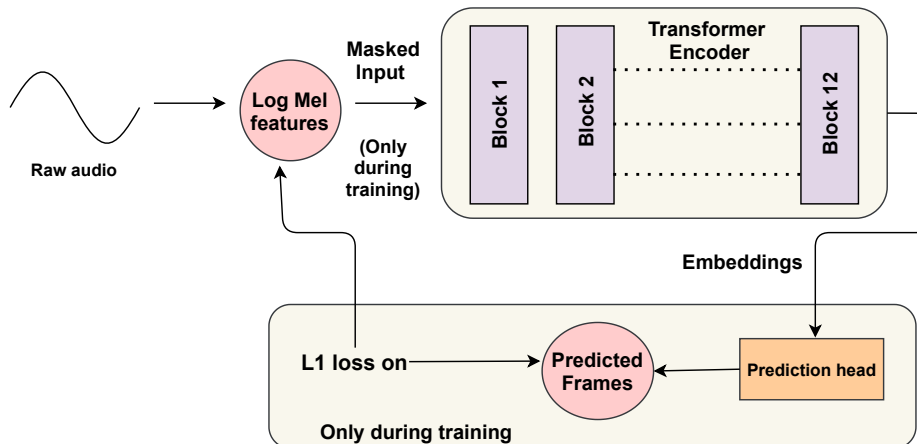 Raw audio
Log Mel
features
Masked
Input
(Only
during
training)
Transformer
Encoder
Block 1
Block 2
Block 12
Embeddings
Prediction head
Predicted
Frames
L1 loss on
Only during training